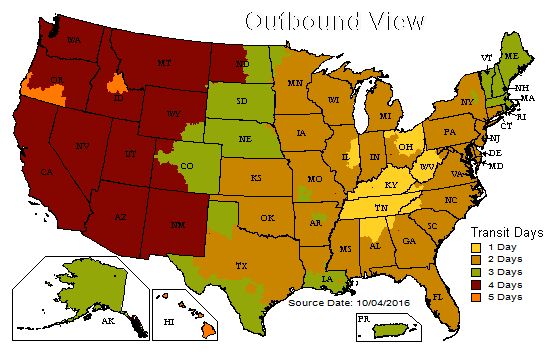 Outbound View
WA
MT
ND
MN
VT
ME
OR
ID
SD
WI
MI
NY
NH
MA
WY
IA
PA
RI
CT
NV
UT
NE
IL
IN
OH
NJ
DE
MD
CA
CO
KS
MO
KY
WV
VA
AZ
NM
OK
AR
TN
NC
SC
TX
LA
MS
AL
GA
FL
Transit Days
1 Day
2 Days
3 Days
4 Days
5 Days
Source Date: 10/04/2016
AK
HI
PR